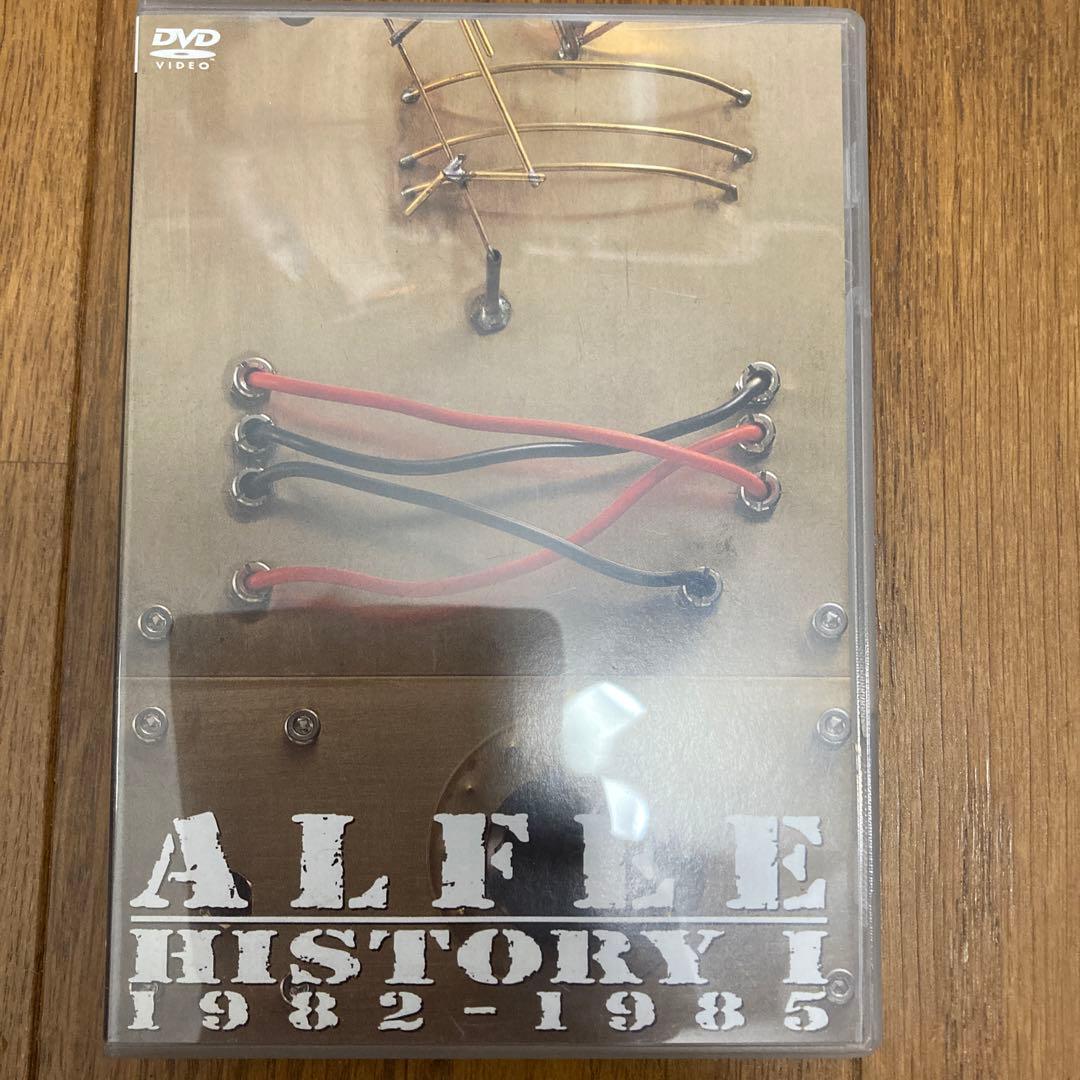 DVD
VIDEO
ALFEE
HISTORY I
1982-1985